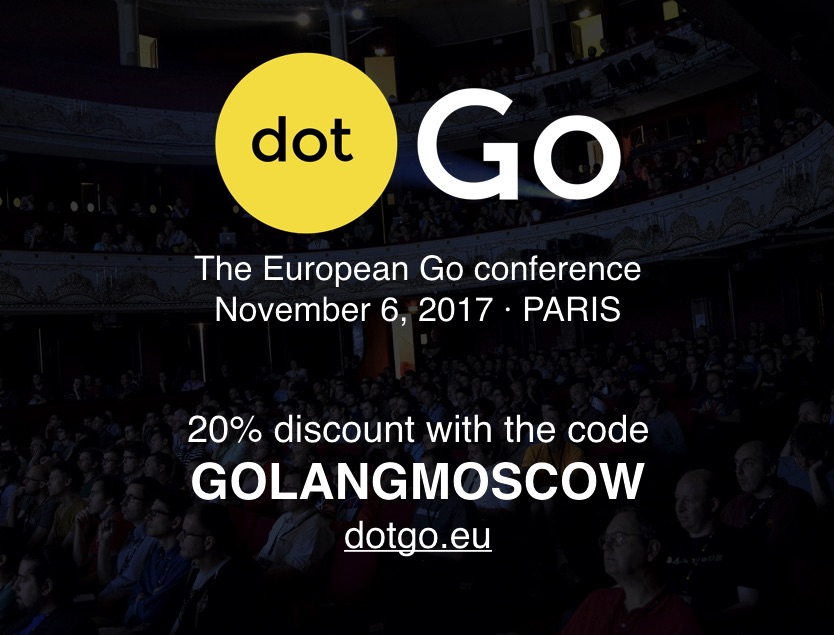 dot Go
The European Go conference
November 6, 2017 · PARIS
20% discount with the code
GOLANGMOSCOW
dotgo.eu